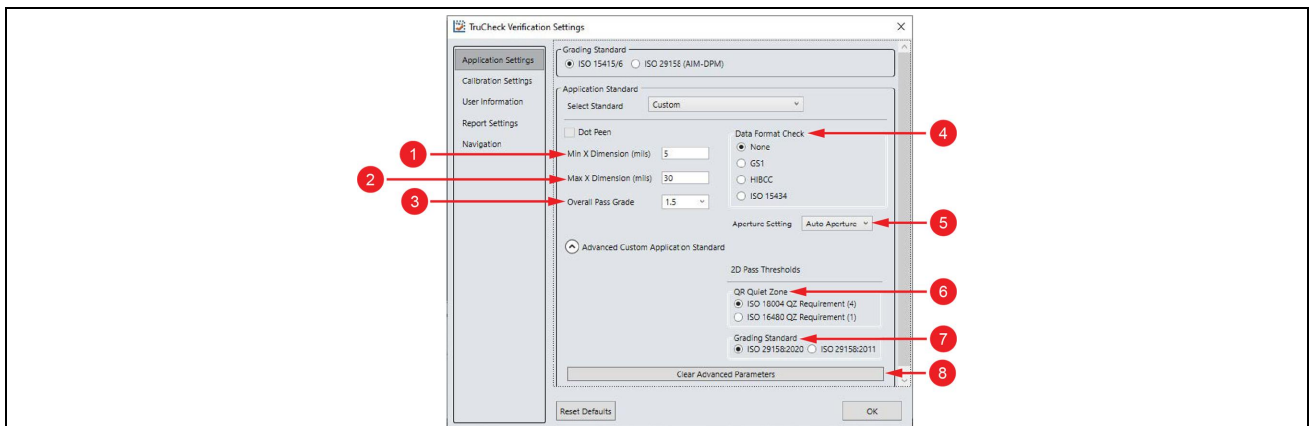 TruCheck Verification Settings
Application Settings
Calibration Settings
User Information
Report Settings
Navigation
Grading Standard
ISO 15415/6 ISO 29158 (AIM-DPM)
Application Standard
Select Standard Custom
Dot Peen
1 Min X Dimension (mils) 5
2 Max X Dimension (mils) 30
3 Overall Pass Grade 1.5
Data Format Check 4
None
GS1
HIBCC
ISO 15434
Aperture Setting Auto Aperture 5
Advanced Custom Application Standard
2D Pass Thresholds
QR Quiet Zone 6
ISO 18004 QZ Requirement (4)
ISO 16480 QZ Requirement (1)
Grading Standard 7
ISO 29158:2020 ISO 29158:2011
Clear Advanced Parameters 8
Reset Defaults OK